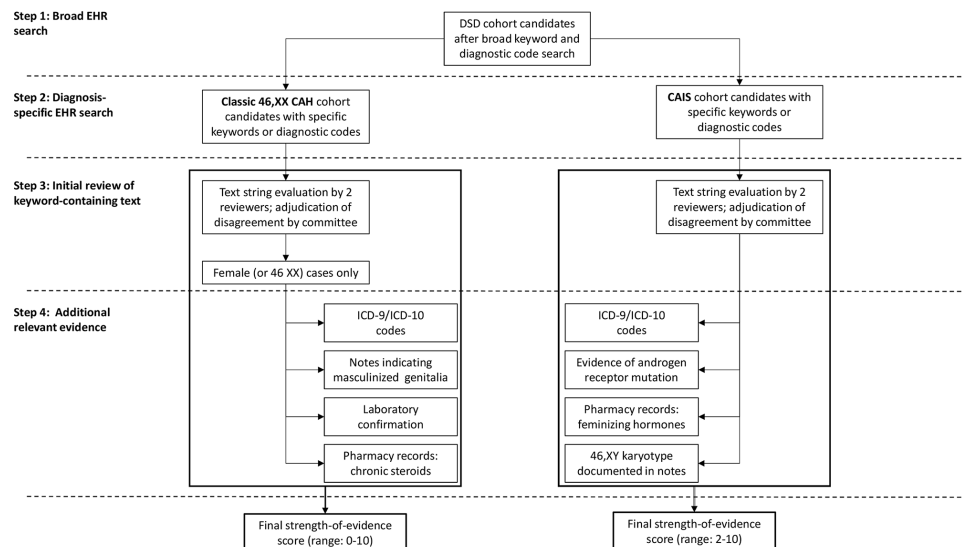 Step 1: Broad EHR
search
DSD cohort candidates
after broad keyword and
diagnostic code search
Step 2: Diagnosis-
specific EHR search
Classic 46,XX CAH cohort
candidates with specific
keywords or diagnostic codes
CAIS cohort candidates with
specific keywords or
diagnostic codes
Step 3: Initial review of
keyword-containing text
Text string evaluation by 2
reviewers; adjudication of
disagreement by committee
Text string evaluation by 2
reviewers; adjudication of
disagreement by committee
Female (or 46 XX) cases only
Step 4:  Additional
relevant evidence
ICD-9/ICD-10
codes
ICD-9/ICD-10
codes
Notes indicating
masculinized genitalia
Evidence of androgen
receptor mutation
Laboratory
confirmation
Pharmacy records:
feminizing hormones
Pharmacy records:
chronic steroids
46,XY karyotype
documented in notes
Final strength-of-evidence
score (range: 0-10)
Final strength-of-evidence
score (range: 2-10)